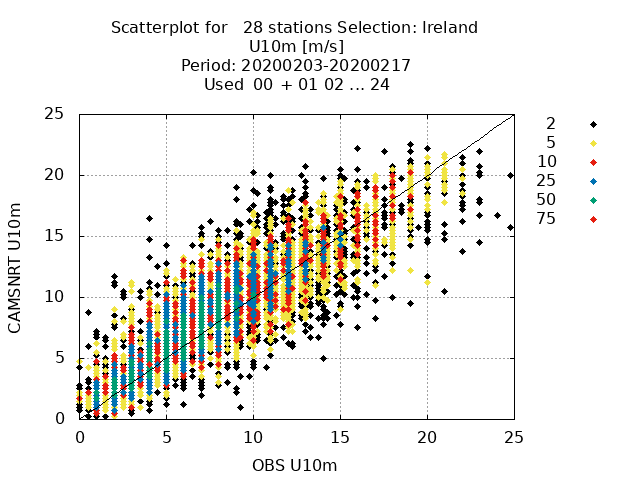 Scatterplot for 28 stations Selection: Ireland
U10m [m/s]
Period: 20200203-20200217
Used 00 + 01 02 ... 24
25
20
15
10
5
0
CAMSNRT U10m
0 5 10 15 20 25
OBS U10m
2
5
10
25
50
75